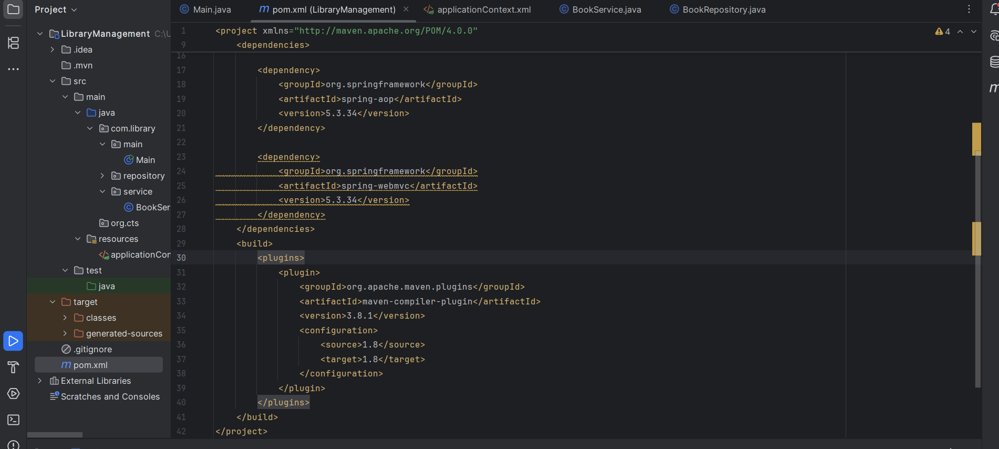 Project
Main.java
pom.xml (LibraryManagement)
applicationContext.xml
BookService.java
BookRepository.java
LibraryManagement C:\U
.idea
.mvn
src
main
java
com.library
main
Main
repository
service
BookSer
org.cts
resources
applicationCon
test
java
target
classes
generated-sources
.gitignore
pom.xml
External Libraries
Scratches and Consoles
4
1 <project xmlns="http://maven.apache.org/POM/4.0.0"
9 <dependencies>
16
17 <dependency>
18 <groupId>org.springframework</groupId>
19 <artifactId>spring-aop</artifactId>
20 <version>5.3.34</version>
21 </dependency>
22
23 <dependency>
24 <groupId>org.springframework</groupId>
25 <artifactId>spring-webmvc</artifactId>
26 <version>5.3.34</version>
27 </dependency>
28 </dependencies>
29 <build>
30 <plugins>
31 <plugin>
32 <groupId>org.apache.maven.plugins</groupId>
33 <artifactId>maven-compiler-plugin</artifactId>
34 <version>3.8.1</version>
35 <configuration>
36 <source>1.8</source>
37 <target>1.8</target>
38 </configuration>
39 </plugin>
40 </plugins>
41 </build>
42 </project>